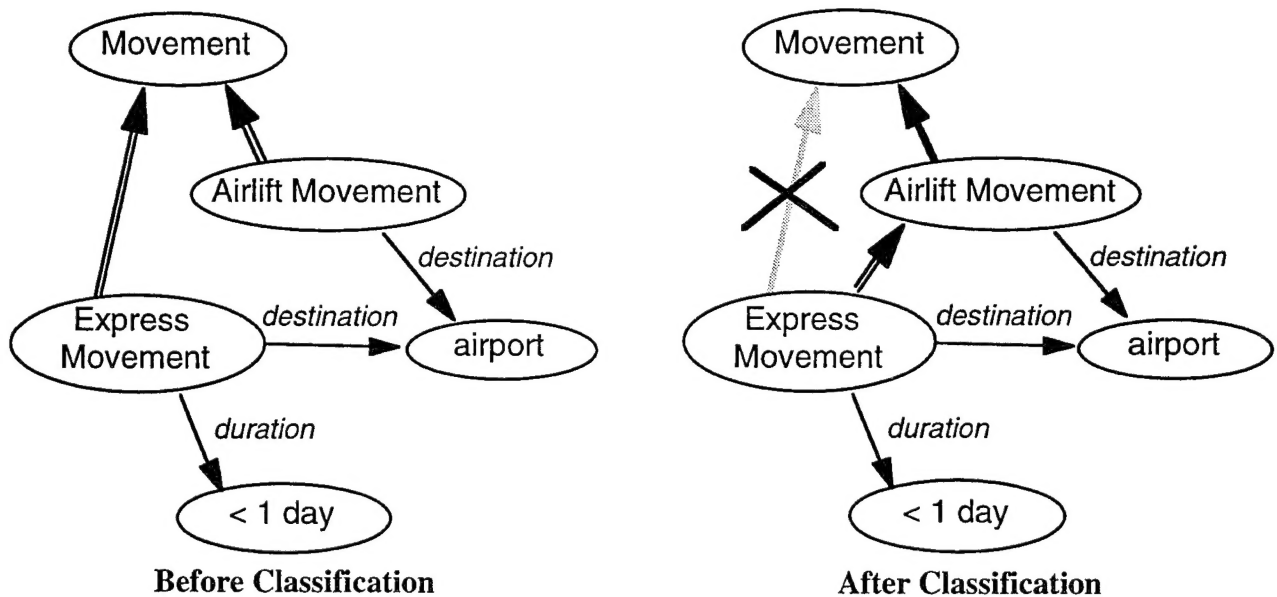 Movement
Airlift Movement
destination
Express
Movement
destination
airport
duration
< 1 day
Before Classification
Movement
Airlift Movement
destination
Express
Movement
destination
airport
duration
< 1 day
After Classification